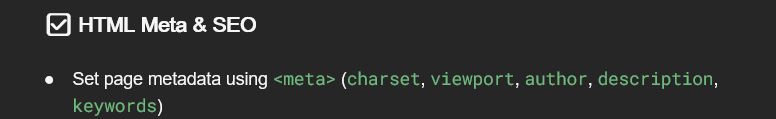 ☑ HTML Meta & SEO
● Set page metadata using <meta> (charset, viewport, author, description,
keywords)